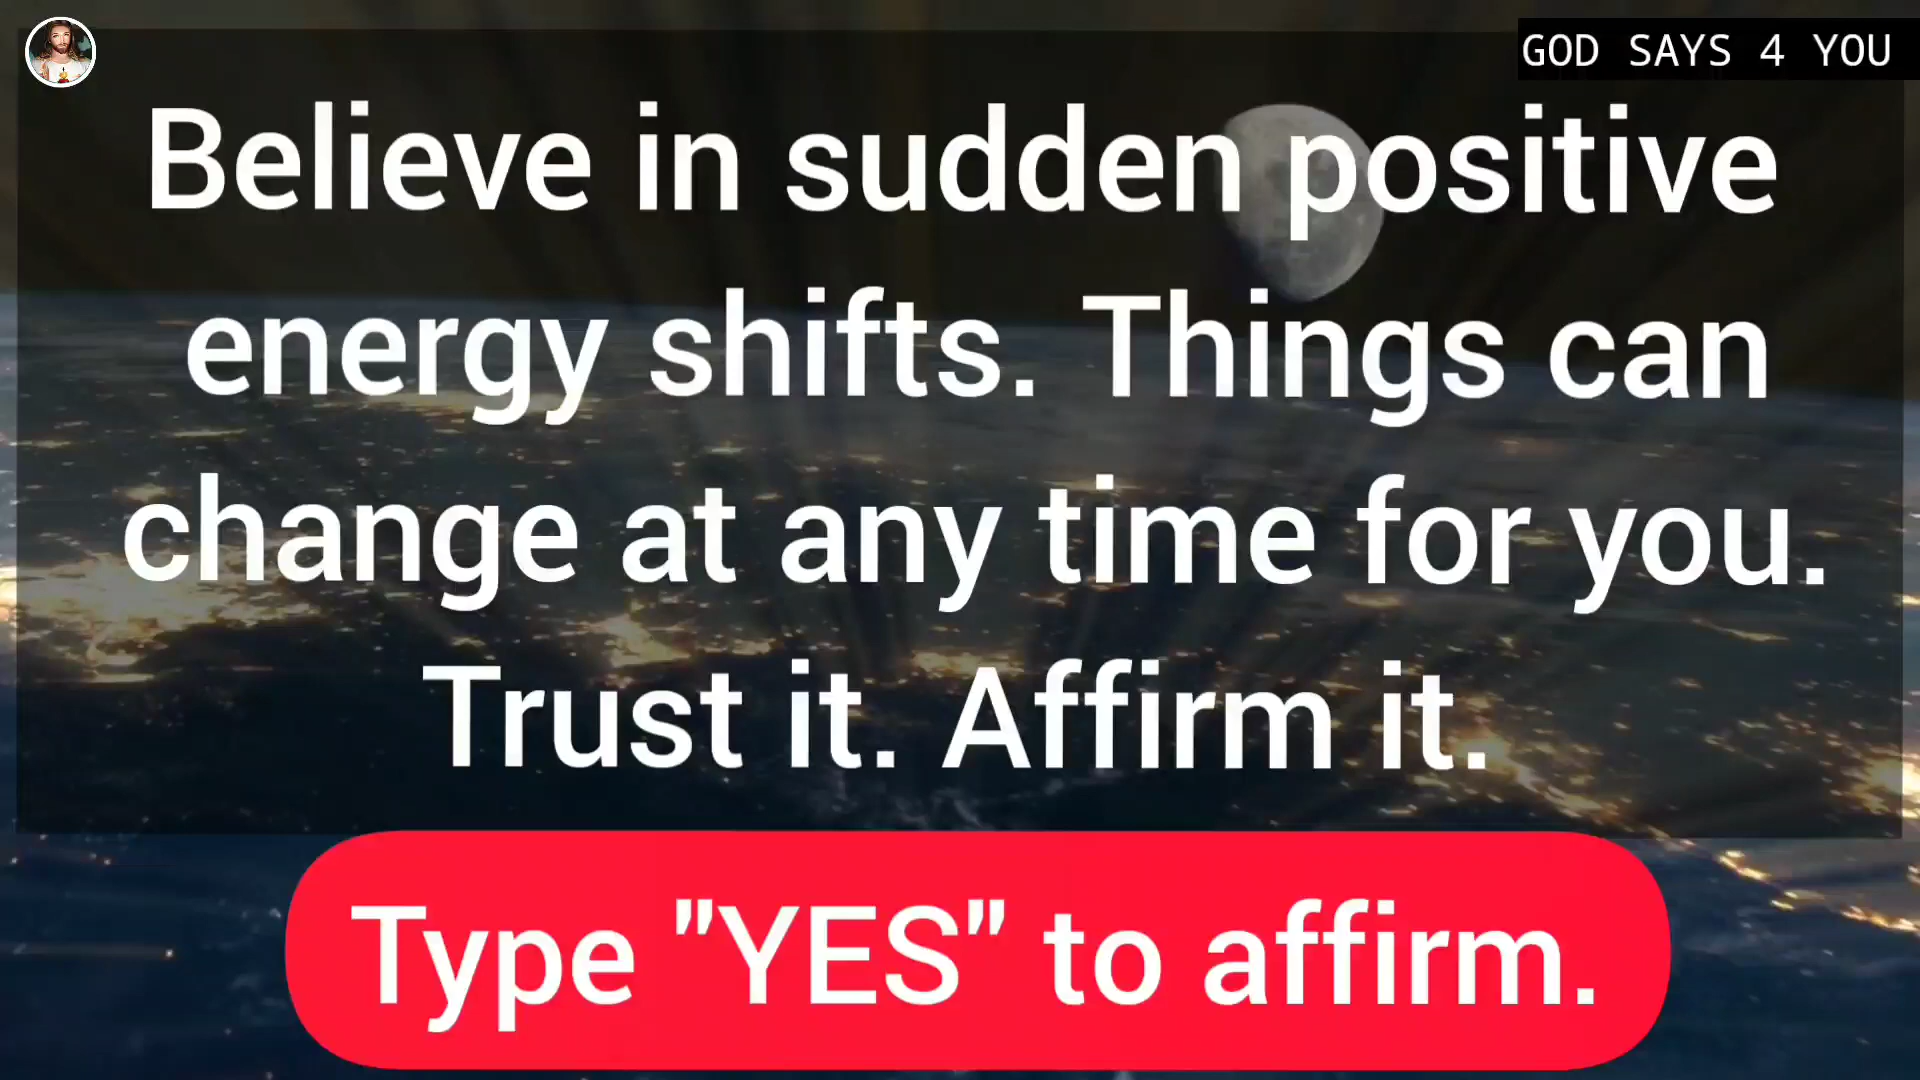 GOD SAYS 4 YOU
Believe in sudden positive
energy shifts. Things can
change at any time for you.
Trust it. Affirm it.
Type "YES" to affirm.